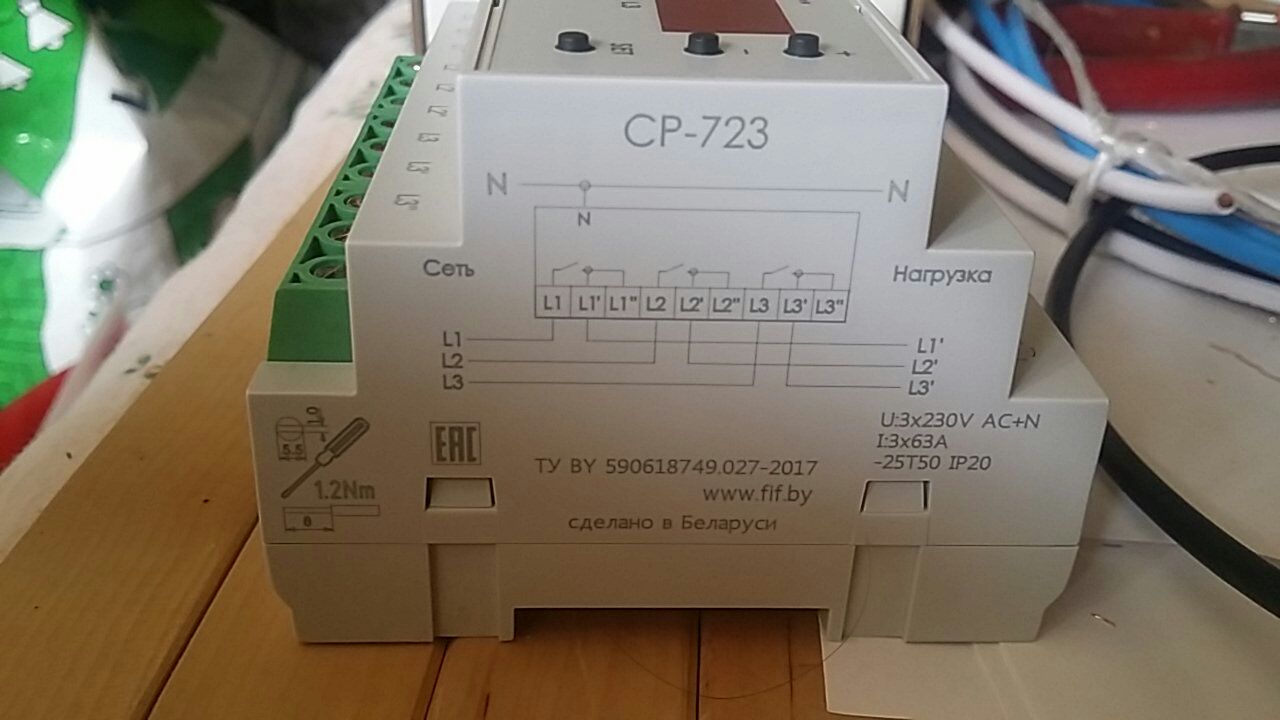 SET - +
CP-723
N N
N
Сеть Нагрузка
L1 L1' L1" L2 L2' L2" L3 L3' L3"
L1 L1'
L2 L2'
L3 L3'
5.5
1.2Nm
8
EAC
U:3x230V AC+N
I:3x63A
-25T50 IP20
ТУ BY 590618749.027-2017
www.fif.by
сделано в Беларуси